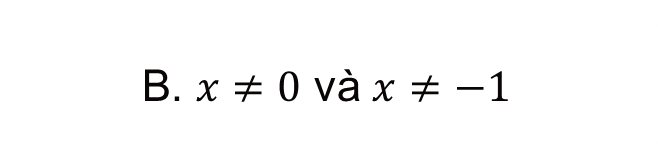 B. x ≠ 0 và x ≠ −1